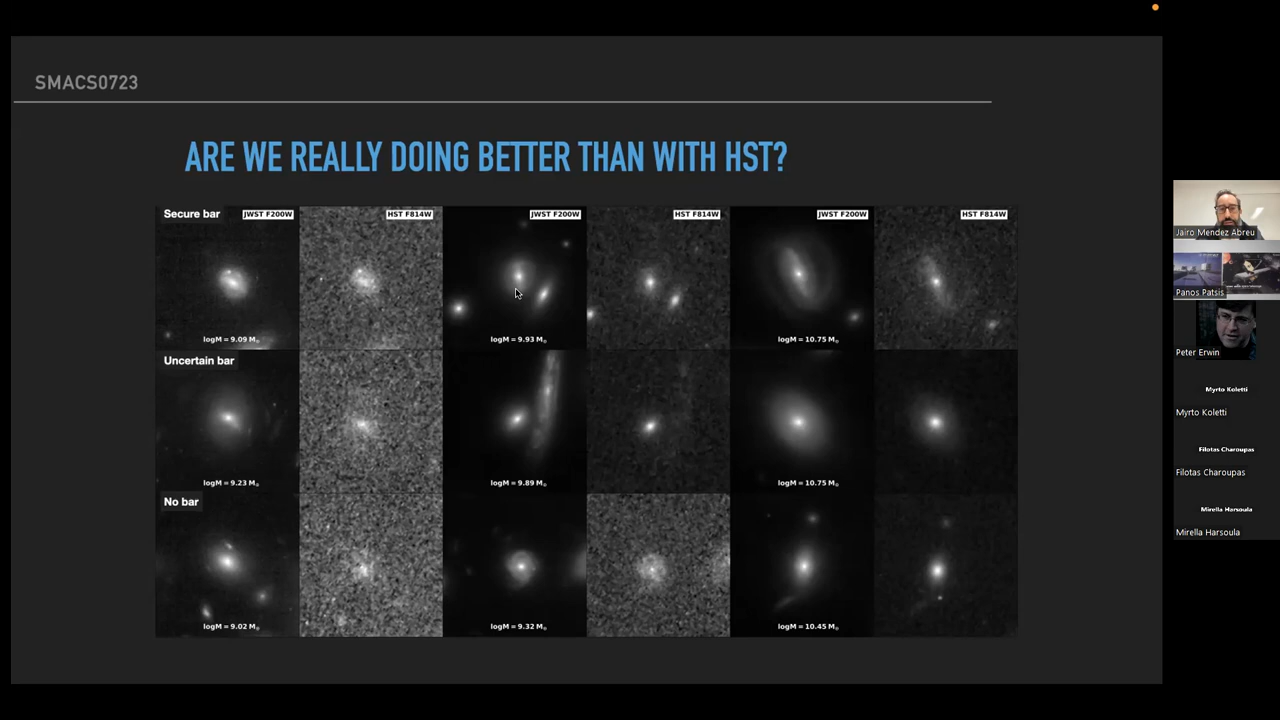 SMACS0723
ARE WE REALLY DOING BETTER THAN WITH HST?
Secure bar
JWST F200W
HST F814W
JWST F200W
HST F814W
JWST F200W
HST F814W
logM = 9.09 M⊙
logM = 9.93 M⊙
logM = 10.75 M⊙
Uncertain bar
logM = 9.23 M⊙
logM = 9.89 M⊙
logM = 10.75 M⊙
No bar
logM = 9.02 M⊙
logM = 9.32 M⊙
logM = 10.45 M⊙
Jairo Mendez Abreu
Panos Patsis
Peter Erwin
Myrto Koletti
Myrto Koletti
Filotas Charoupas
Filotas Charoupas
Mirella Harsoula
Mirella Harsoula